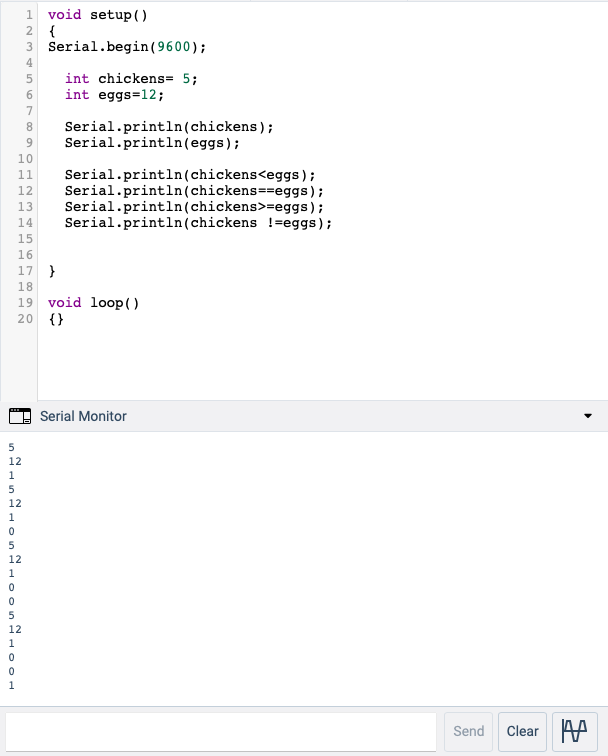 1 void setup()
2 {
3 Serial.begin(9600);
4
5   int chickens= 5;
6   int eggs=12;
7
8   Serial.println(chickens);
9   Serial.println(eggs);
10
11   Serial.println(chickens<eggs);
12   Serial.println(chickens==eggs);
13   Serial.println(chickens>=eggs);
14   Serial.println(chickens !=eggs);
15
16
17 }
18
19 void loop()
20 {}
Serial Monitor
5
12
1
5
12
1
0
5
12
1
0
0
5
12
1
0
0
1
Send Clear